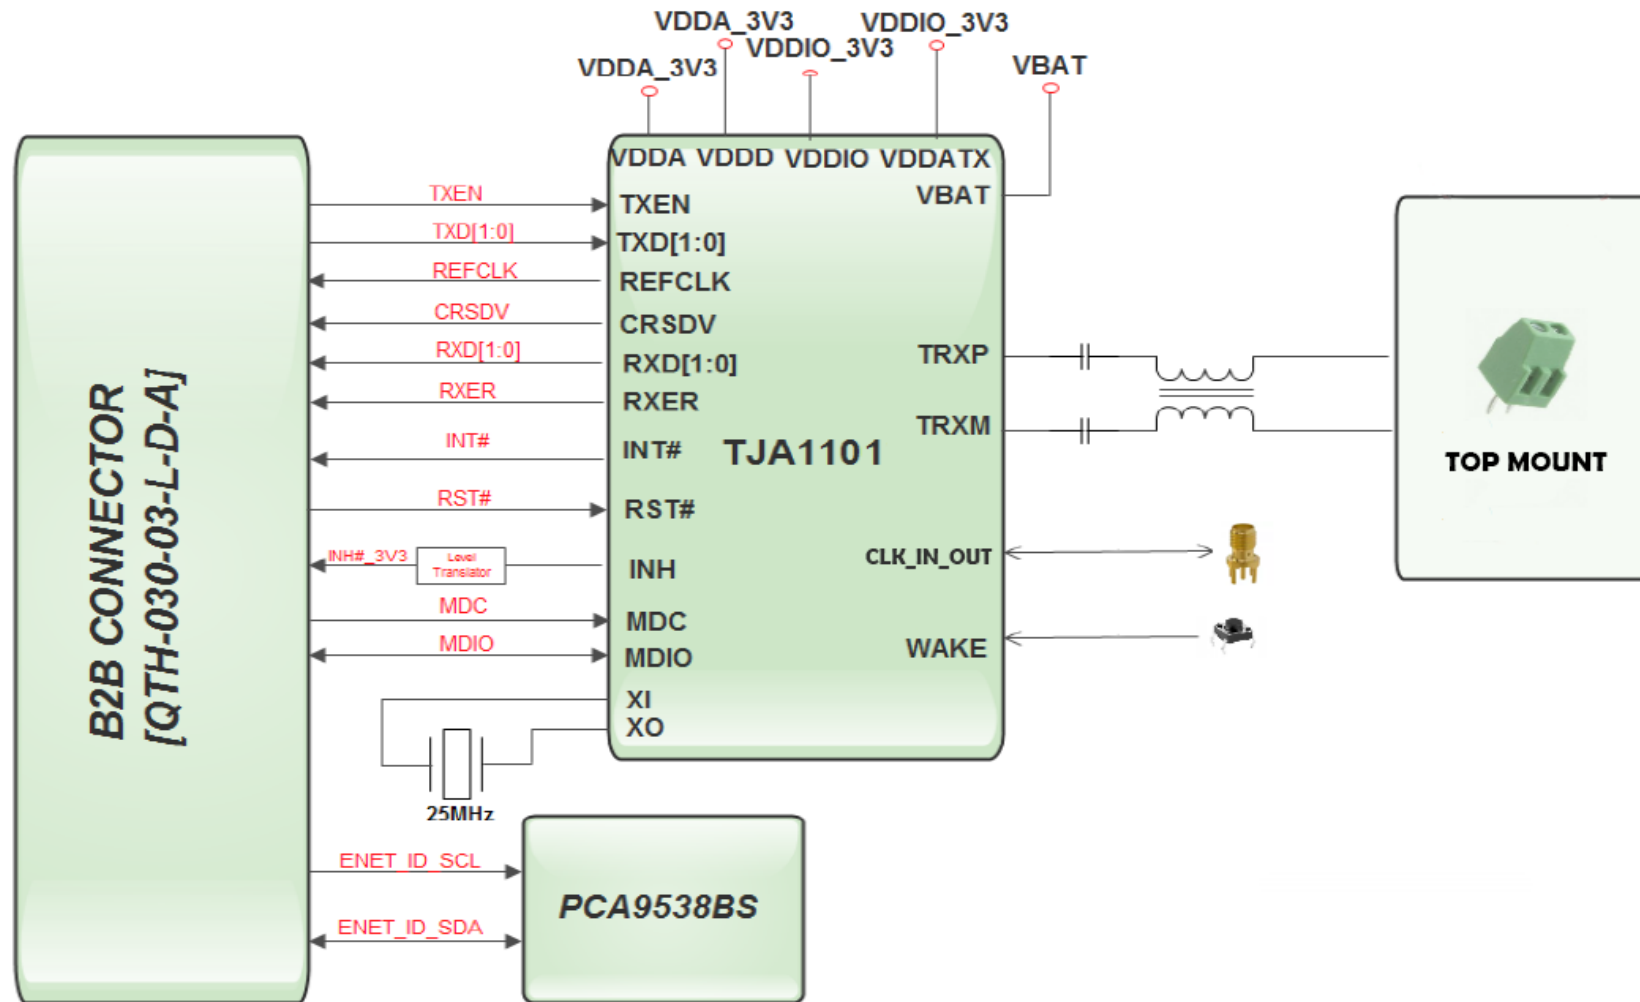 VDDA_3V3
VDDIO_3V3
VDDIO_3V3
VDDA_3V3
VBAT
VDDA VDDD VDDIO VDDATX
VBAT
TXEN
TXEN
TXD[1:0]
TXD[1:0]
REFCLK
REFCLK
CRSDV
CRSDV
RXD[1:0]
RXD[1:0]
RXER
RXER
INT#
INT#
RST#
RST#
INH#_3V3
Level
Translator
INH
MDC
MDC
MDIO
MDIO
XI
XO
25MHz
TJA1101
TRXP
TRXM
CLK_IN_OUT
WAKE
TOP MOUNT
B2B CONNECTOR
[QTH-030-03-L-D-A]
ENET_ID_SCL
ENET_ID_SDA
PCA9538BS